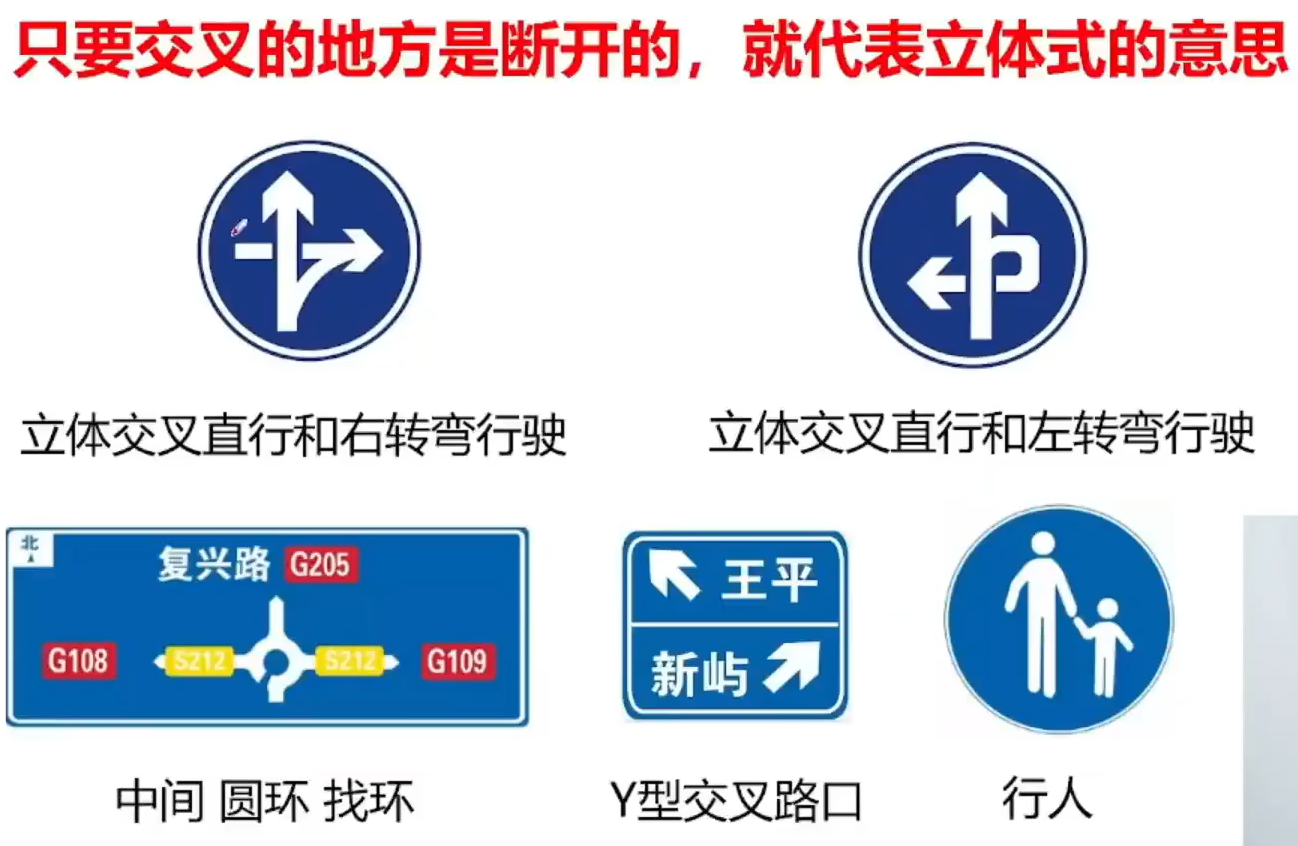 只要交叉的地方是断开的，就代表立体式的意思
立体交叉直行和右转弯行驶
立体交叉直行和左转弯行驶
北
复兴路 G205
G108 S212 S212 G109
王平
新屿
中间 圆环 找环
Y型交叉路口
行人